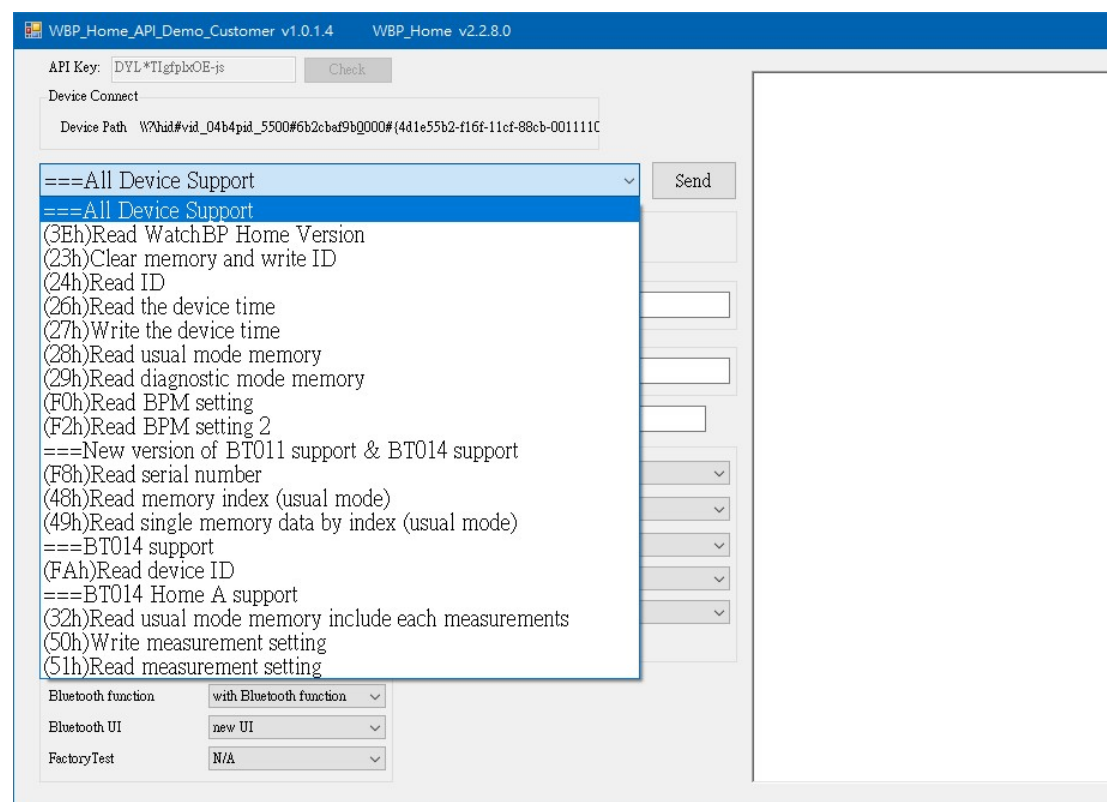 WBP_Home_API_Demo_Customer v1.0.1.4 WBP_Home v2.2.8.0
API Key: DYL*TIgfplxOE-js Check
Device Connect
Device Path \\?\hid#vid_04b4pid_5500#6b2cbaf9b0000#{4d1e55b2-f16f-11cf-88cb-001111C
===All Device Support Send
===All Device Support
(3Eh)Read WatchBP Home Version
(23h)Clear memory and write ID
(24h)Read ID
(26h)Read the device time
(27h)Write the device time
(28h)Read usual mode memory
(29h)Read diagnostic mode memory
(F0h)Read BPM setting
(F2h)Read BPM setting 2
===New version of BT011 support & BT014 support
(F8h)Read serial number
(48h)Read memory index (usual mode)
(49h)Read single memory data by index (usual mode)
===BT014 support
(FAh)Read device ID
===BT014 Home A support
(32h)Read usual mode memory include each measurements
(50h)Write measurement setting
(51h)Read measurement setting
Bluetooth function with Bluetooth function
Bluetooth UI new UI
FactoryTest N/A